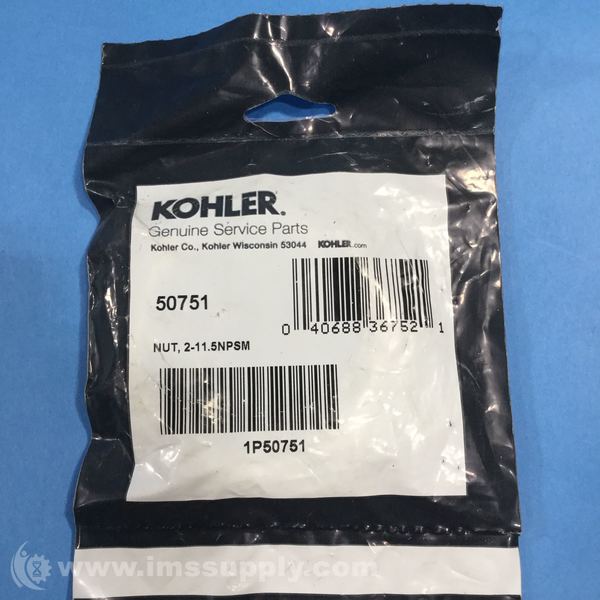 KOHLER.
Genuine Service Parts
Kohler Co., Kohler Wisconsin 53044 KOHLER.com
50751
0 40688 36752 1
NUT, 2-11.5NPSM
1P50751
www.imssupply.com